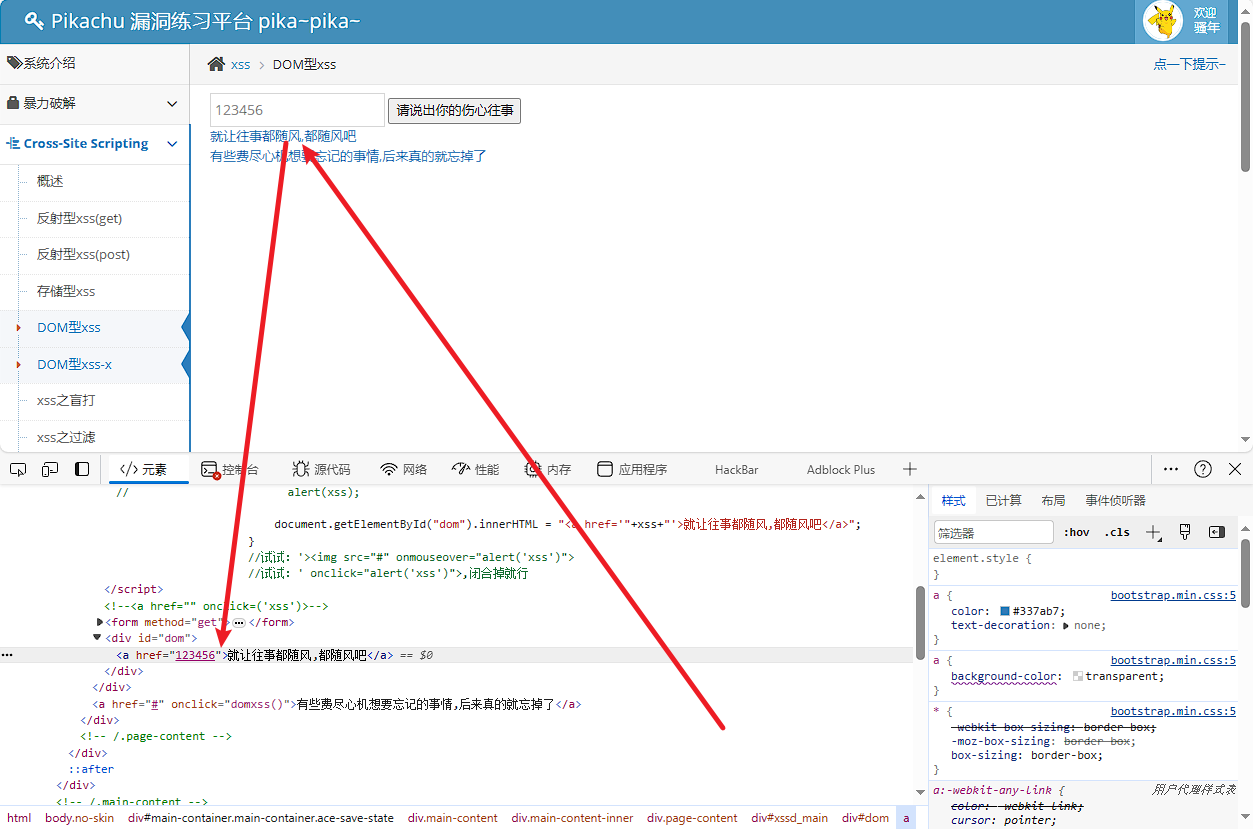 Pikachu 漏洞练习平台 pika~pika~
欢迎
骚年
系统介绍
暴力破解
Cross-Site Scripting
概述
反射型xss(get)
反射型xss(post)
存储型xss
DOM型xss
DOM型xss-x
xss之盲打
xss之过滤
xss > DOM型xss
点一下提示~
123456 请说出你的伤心往事
就让往事都随风,都随风吧
有些费尽心机想要忘记的事情,后来真的就忘掉了
元素 控制台 源代码 网络 性能 内存 应用程序 HackBar Adblock Plus
// alert(xss);
document.getElementById("dom").innerHTML = "<a href='"+xss+"'>就让往事都随风,都随风吧</a>";
}
//试试：'><img src="#" onmouseover="alert('xss')">
//试试：' onclick="alert('xss')">,闭合掉就行
</script>
<!--<a href="" onclick=('xss')>-->
<form method="get"> </form>
<div id="dom">
<a href="123456">就让往事都随风,都随风吧</a> == $0
</div>
</div>
<a href="#" onclick="domxss()">有些费尽心机想要忘记的事情,后来真的就忘掉了</a>
</div>
<!-- /.page-content -->
</div>
::after
</div>
<!-- /.main-content -->
样式 已计算 布局 事件侦听器
筛选器 :hov .cls
element.style {
}
a { bootstrap.min.css:5
color: #337ab7;
text-decoration: none;
}
a { bootstrap.min.css:5
background-color: transparent;
}
* { bootstrap.min.css:5
-webkit-box-sizing: border-box;
-moz-box-sizing: border-box;
box-sizing: border-box;
}
a:-webkit-any-link { 用户代理样式表
color: -webkit-link;
cursor: pointer;
html body.no-skin div#main-container.main-container.ace-save-state div.main-content div.main-content-inner div.page-content div#xssd_main div#dom a